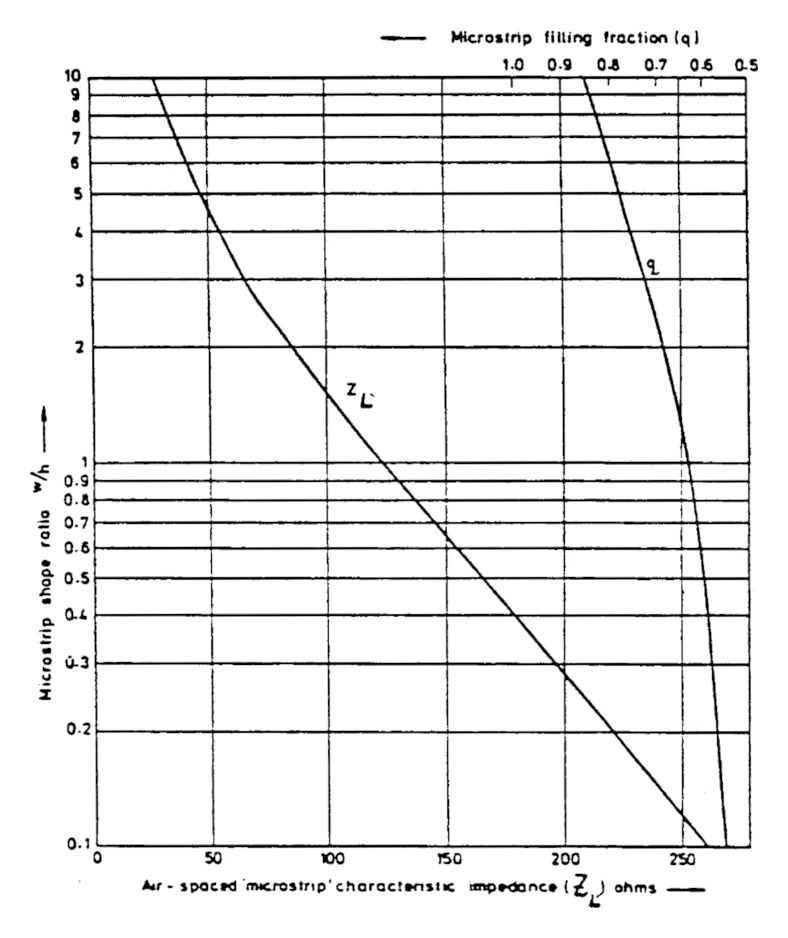 Microstrip filling fraction (q)
1.0 0.9 0.8 0.7 0.6 0.5
10
9
8
7
6
5
4
3
2
1
0.9
0.8
0.7
0.6
0.5
0.4
0.3
0.2
0.1
q
Z L
Microstrip shape ratio w/h
0 50 100 150 200 250
Air-spaced 'microstrip' characteristic impedance (Z L) ohms